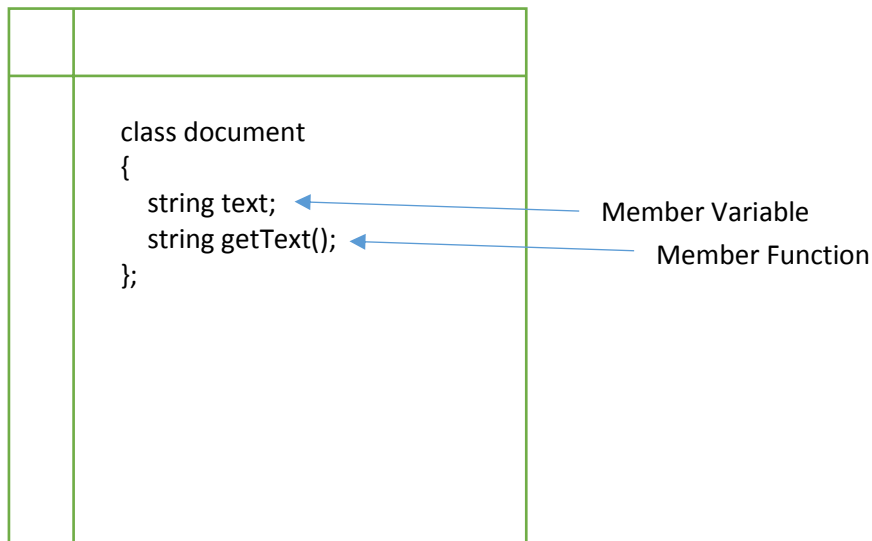 class document
{
string text;
Member Variable
string getText();
Member Function
};